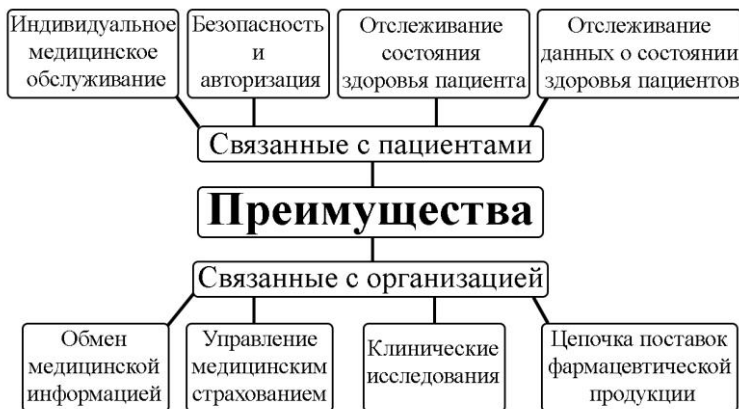 Индивидуальное
медицинское
обслуживание
Безопасность
и
авторизация
Отслеживание
состояния
здоровья пациента
Отслеживание
данных о состоянии
здоровья пациентов
Связанные с пациентами
Преимущества
Связанные с организацией
Обмен
медицинской
информацией
Управление
медицинским
страхованием
Клинические
исследования
Цепочка поставок
фармацевтической
продукции